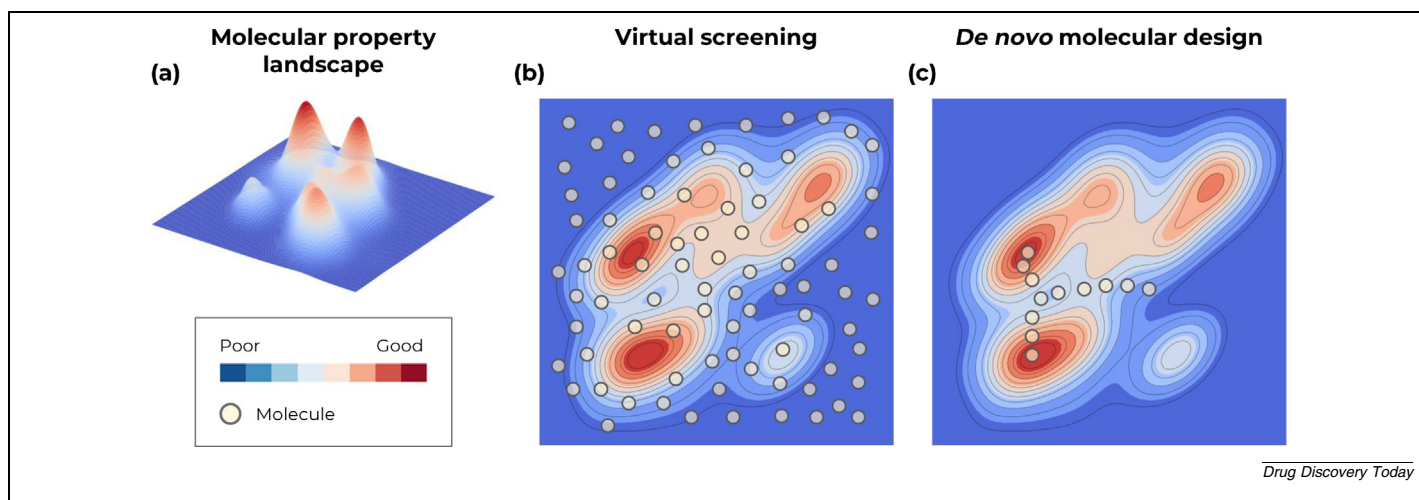 Molecular property
landscape
Virtual screening
De novo molecular design
(a)
(b)
(c)
Poor
Good
Molecule
Drug Discovery Today